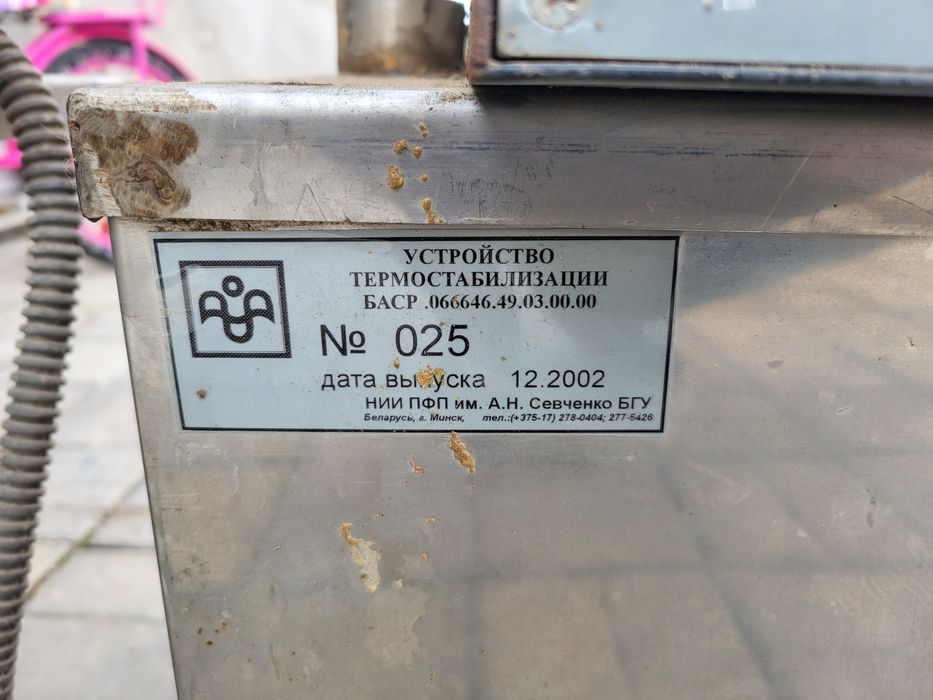 УСТРОЙСТВО
ТЕРМОСТАБИЛИЗАЦИИ
БАСР .066646.49.03.00.00
№ 025
дата выпуска 12.2002
НИИ ПФП им. А.Н. Севченко БГУ
Беларусь, г. Минск, тел.:(+375-17) 278-0404; 277-5426